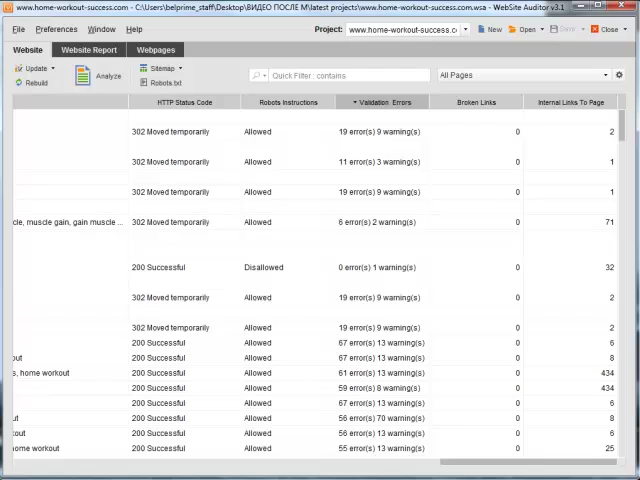 www.home-workout-success.com - C:\Users\belprime_staff\Desktop\ВИДЕО ПОСЛЕ М\latest projects\www.home-workout-success.com.wsa - WebSite Auditor v3.1
File Preferences Window Help Project: www.home-workout-success.c New Open Save Close
Website Website Report Webpages
Update Analyze Sitemap Quick Filter : contains All Pages
Rebuild Robots.txt
HTTP Status Code Robots Instructions Validation Errors Broken Links Internal Links To Page
302 Moved temporarily Allowed 19 error(s) 9 warning(s) 0 2
302 Moved temporarily Allowed 11 error(s) 3 warning(s) 0 1
302 Moved temporarily Allowed 19 error(s) 9 warning(s) 0 1
cle, muscle gain, gain muscle ... 302 Moved temporarily Allowed 6 error(s) 2 warning(s) 0 71
200 Successful Disallowed 0 error(s) 1 warning(s) 0 32
302 Moved temporarily Allowed 19 error(s) 9 warning(s) 0 2
302 Moved temporarily Allowed 19 error(s) 9 warning(s) 0 2
200 Successful Allowed 67 error(s) 13 warning(s) 0 6
out 200 Successful Allowed 67 error(s) 13 warning(s) 0 8
s, home workout 200 Successful Allowed 61 error(s) 13 warning(s) 0 434
200 Successful Allowed 59 error(s) 8 warning(s) 0 434
200 Successful Allowed 67 error(s) 13 warning(s) 0 6
ut 200 Successful Allowed 56 error(s) 70 warning(s) 0 8
kout 200 Successful Allowed 56 error(s) 13 warning(s) 0 6
home workout 200 Successful Allowed 55 error(s) 13 warning(s) 0 25